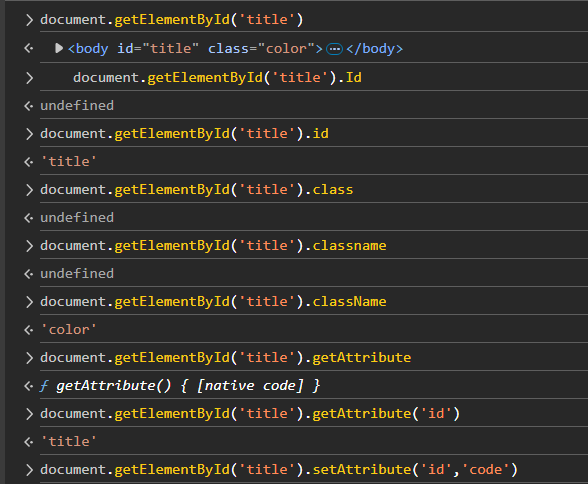 > document.getElementById('title')
<· ▶<body id="title" class="color">⋯</body>
> document.getElementById('title').Id
<· undefined
> document.getElementById('title').id
<· 'title'
> document.getElementById('title').class
<· undefined
> document.getElementById('title').classname
<· undefined
> document.getElementById('title').className
<· 'color'
> document.getElementById('title').getAttribute
<· ƒ getAttribute() { [native code] }
> document.getElementById('title').getAttribute('id')
<· 'title'
> document.getElementById('title').setAttribute('id','code')